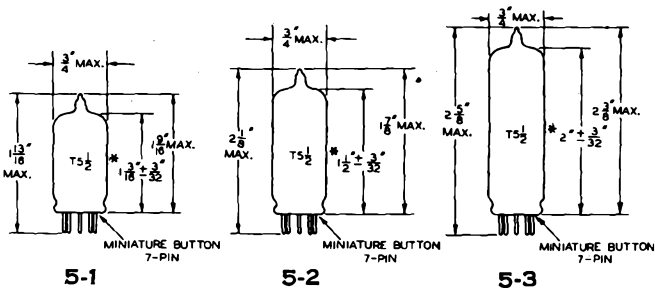 3/4" MAX.
1 13/16" MAX.
T5 1/2
* 1 3/16" ± 3/32"
1 9/16" MAX.
MINIATURE BUTTON
7-PIN
5-1
3/4" MAX.
2 1/8" MAX.
T5 1/2
* 1 1/2" ± 3/32"
1 7/8" MAX.
MINIATURE BUTTON
7-PIN
5-2
3/4" MAX.
2 5/8" MAX.
T5 1/2
* 2" ± 3/32"
2 3/8" MAX.
MINIATURE BUTTON
7-PIN
5-3